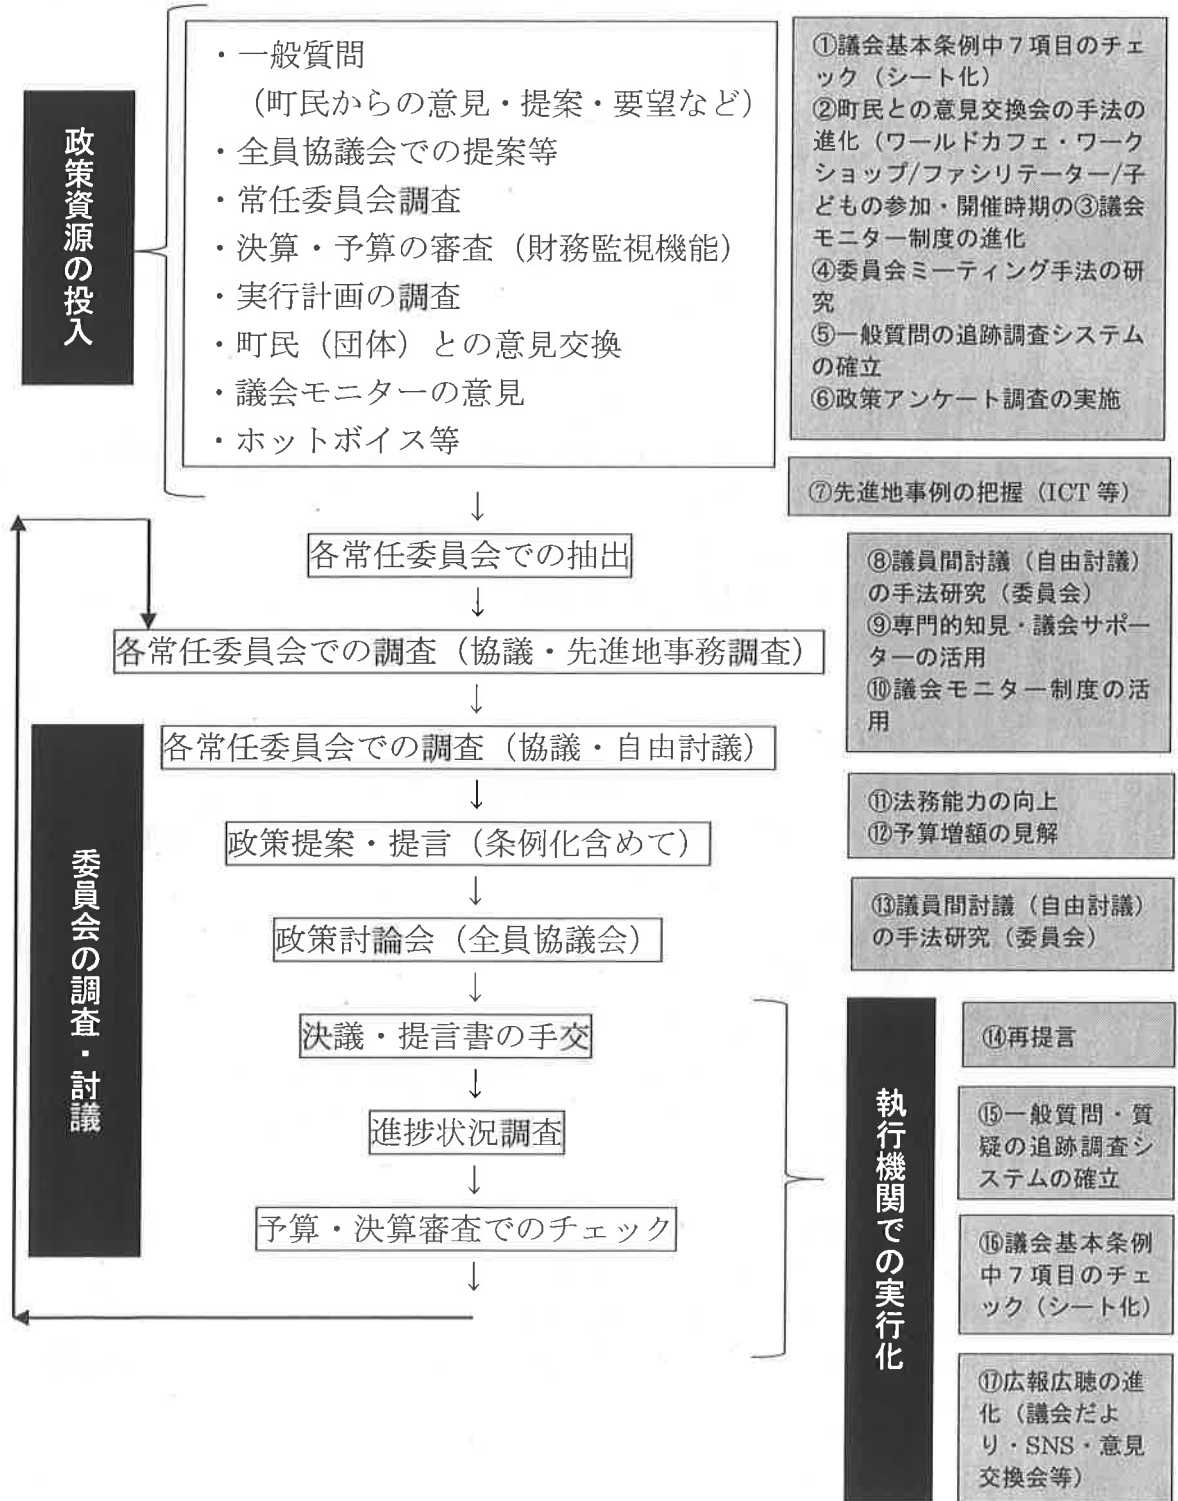 政策資源の投入
・一般質問
（町民からの意見・提案・要望など）
・全員協議会での提案等
・常任委員会調査
・決算・予算の審査（財務監視機能）
・実行計画の調査
・町民（団体）との意見交換
・議会モニターの意見
・ホットボイス等
①議会基本条例中７項目のチェ
ック（シート化）
②町民との意見交換会の手法の
進化（ワールドカフェ・ワーク
ショップ/ファシリテーター/子
どもの参加・開催時期の③議会
モニター制度の進化
④委員会ミーティング手法の研
究
⑤一般質問の追跡調査システム
の確立
⑥政策アンケート調査の実施
⑦先進地事例の把握（ICT 等）
↓
各常任委員会での抽出
↓
各常任委員会での調査（協議・先進地事務調査）
↓
⑧議員間討議（自由討議）
の手法研究（委員会）
⑨専門的知見・議会サポー
ターの活用
⑩議会モニター制度の活
用
委員会の調査・討議
各常任委員会での調査（協議・自由討議）
↓
政策提案・提言（条例化含めて）
↓
⑪法務能力の向上
⑫予算増額の見解
政策討論会（全員協議会）
↓
⑬議員間討議（自由討議）
の手法研究（委員会）
決議・提言書の手交
↓
進捗状況調査
↓
予算・決算審査でのチェック
↓
執行機関での実行化
⑭再提言
⑮一般質問・質
疑の追跡調査シ
ステムの確立
⑯議会基本条例
中７項目のチェ
ック（シート化）
⑰広報広聴の進
化（議会だよ
り・SNS・意見
交換会等）